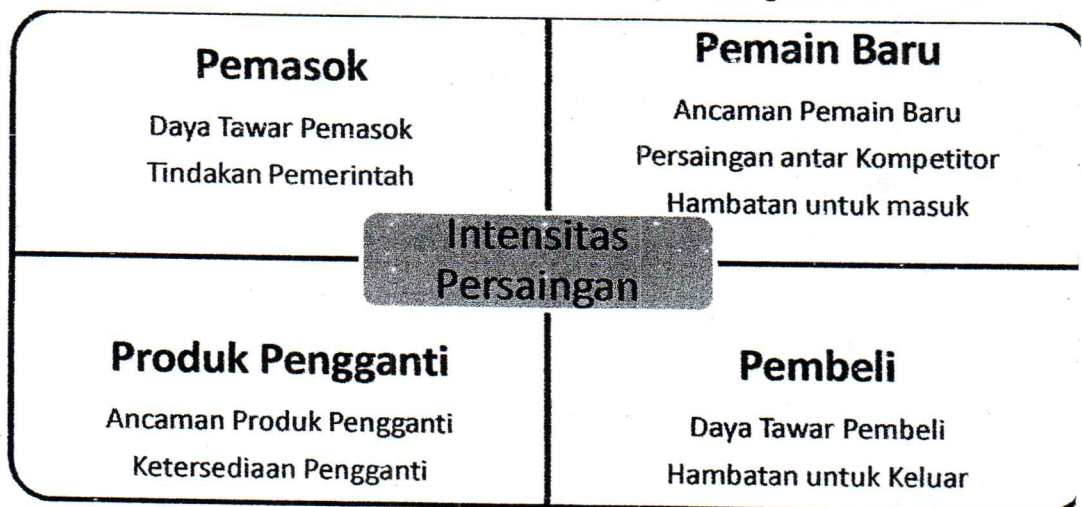 Pemasok
Daya Tawar Pemasok
Tindakan Pemerintah
Pemain Baru
Ancaman Pemain Baru
Persaingan antar Kompetitor
Hambatan untuk masuk
Intensitas
Persaingan
Produk Pengganti
Ancaman Produk Pengganti
Ketersediaan Pengganti
Pembeli
Daya Tawar Pembeli
Hambatan untuk Keluar